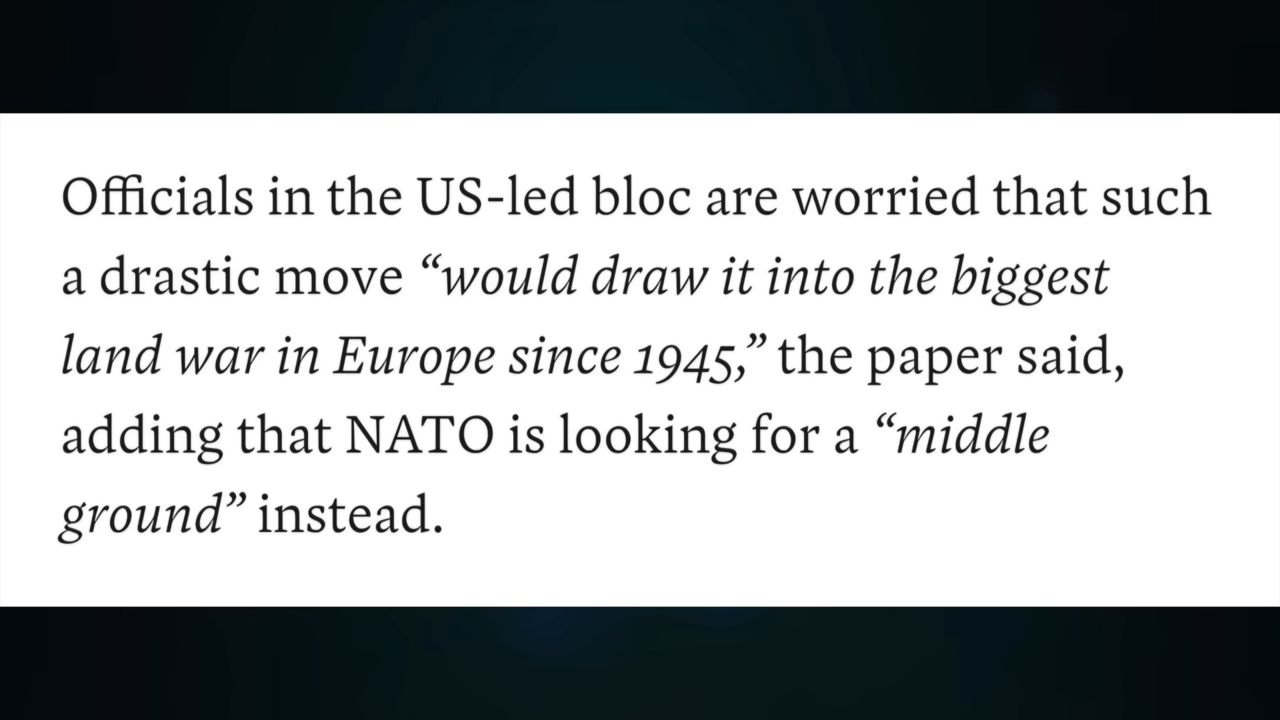 Officials in the US-led bloc are worried that such
a drastic move “would draw it into the biggest
land war in Europe since 1945,” the paper said,
adding that NATO is looking for a “middle
ground” instead.